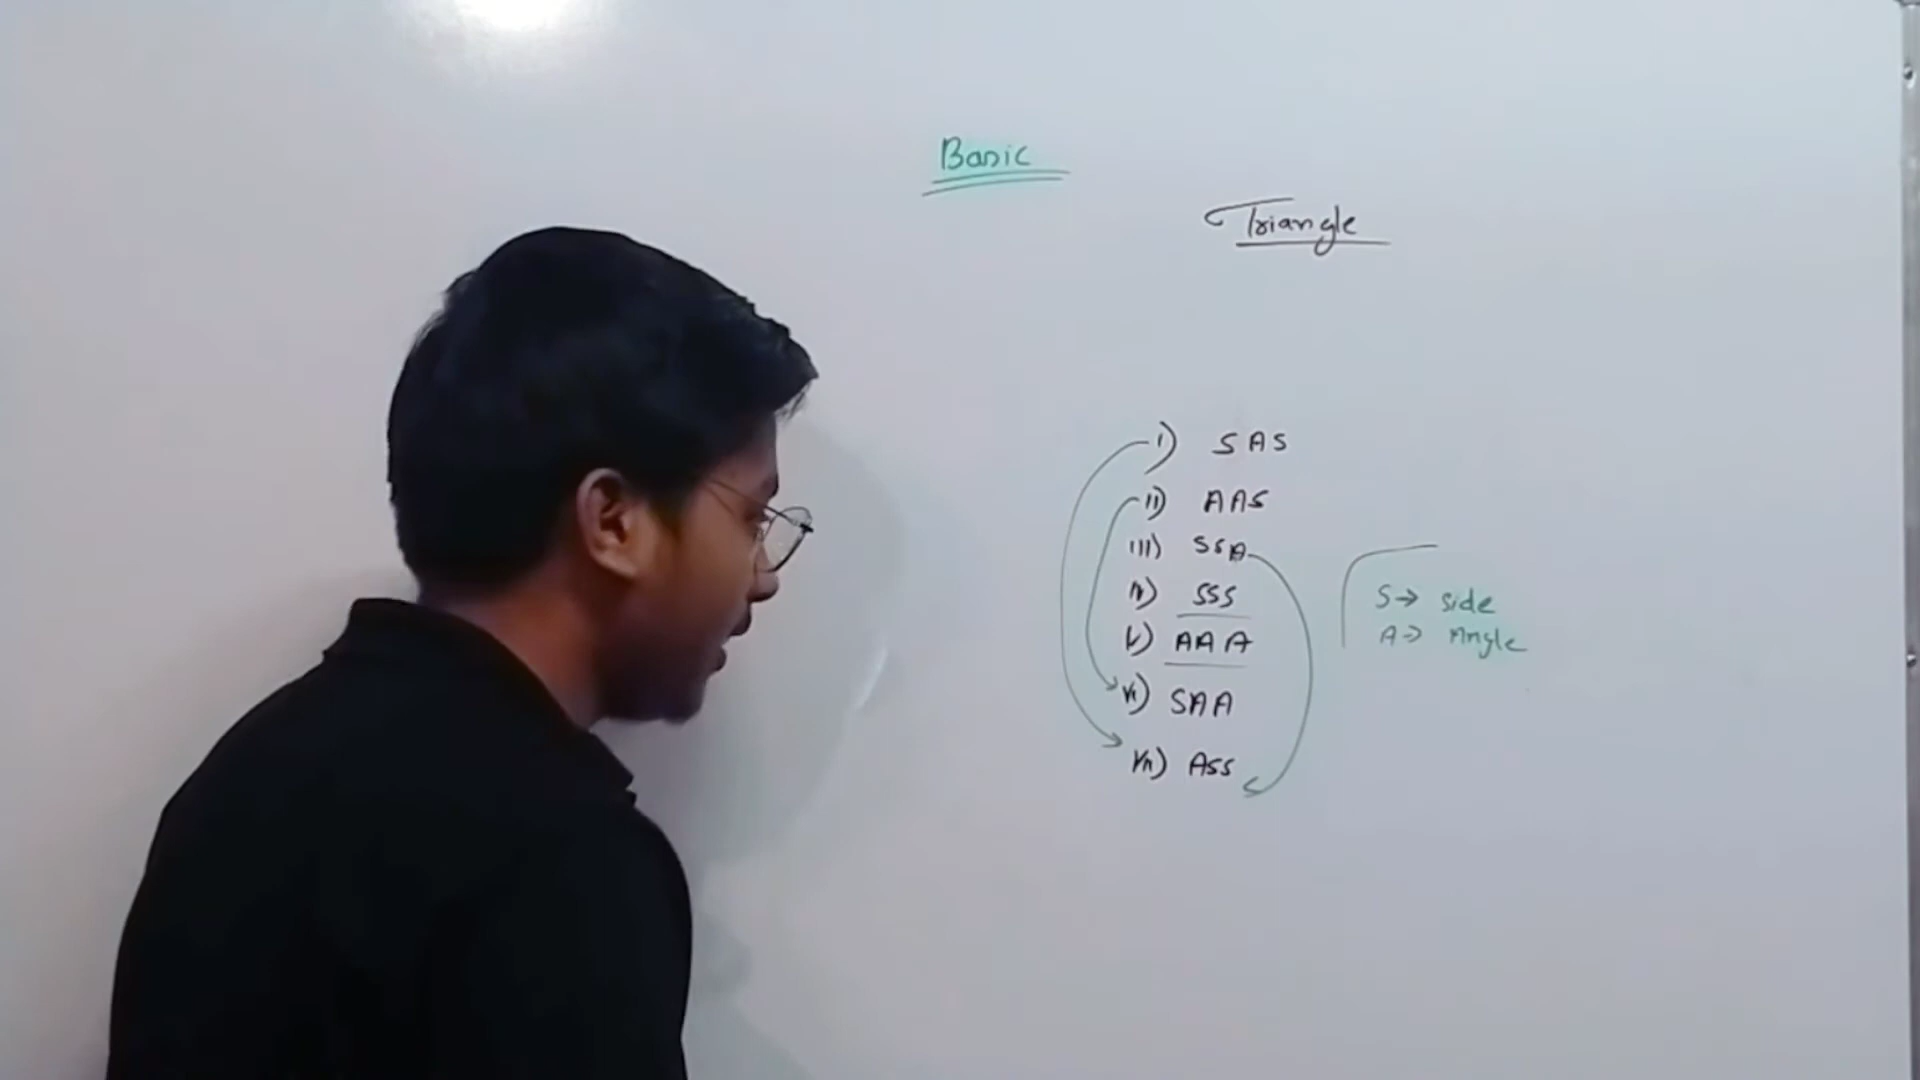 Basic
Triangle
i) SAS
ii) AAS
iii) SSA
iv) SSS
v) AAA
vi) SAA
vii) ASS
S→ side
A→ Angle